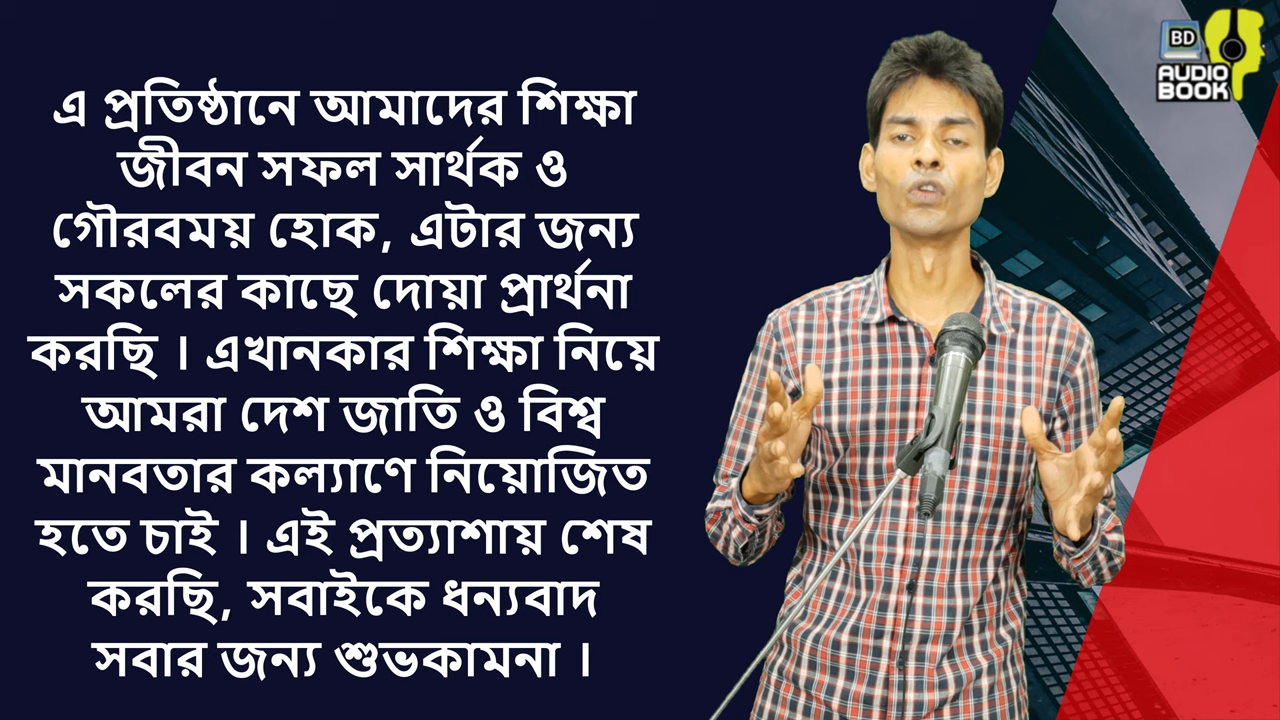 এ প্রতিষ্ঠানে আমাদের শিক্ষা
জীবন সফল সার্থক ও
গৌরবময় হোক, এটার জন্য
সকলের কাছে দোয়া প্রার্থনা
করছি । এখানকার শিক্ষা নিয়ে
আমরা দেশ জাতি ও বিশ্ব
মানবতার কল্যাণে নিয়োজিত
হতে চাই । এই প্রত্যাশায় শেষ
করছি, সবাইকে ধন্যবাদ
সবার জন্য শুভকামনা ।
BD
AUDIO
BOOK